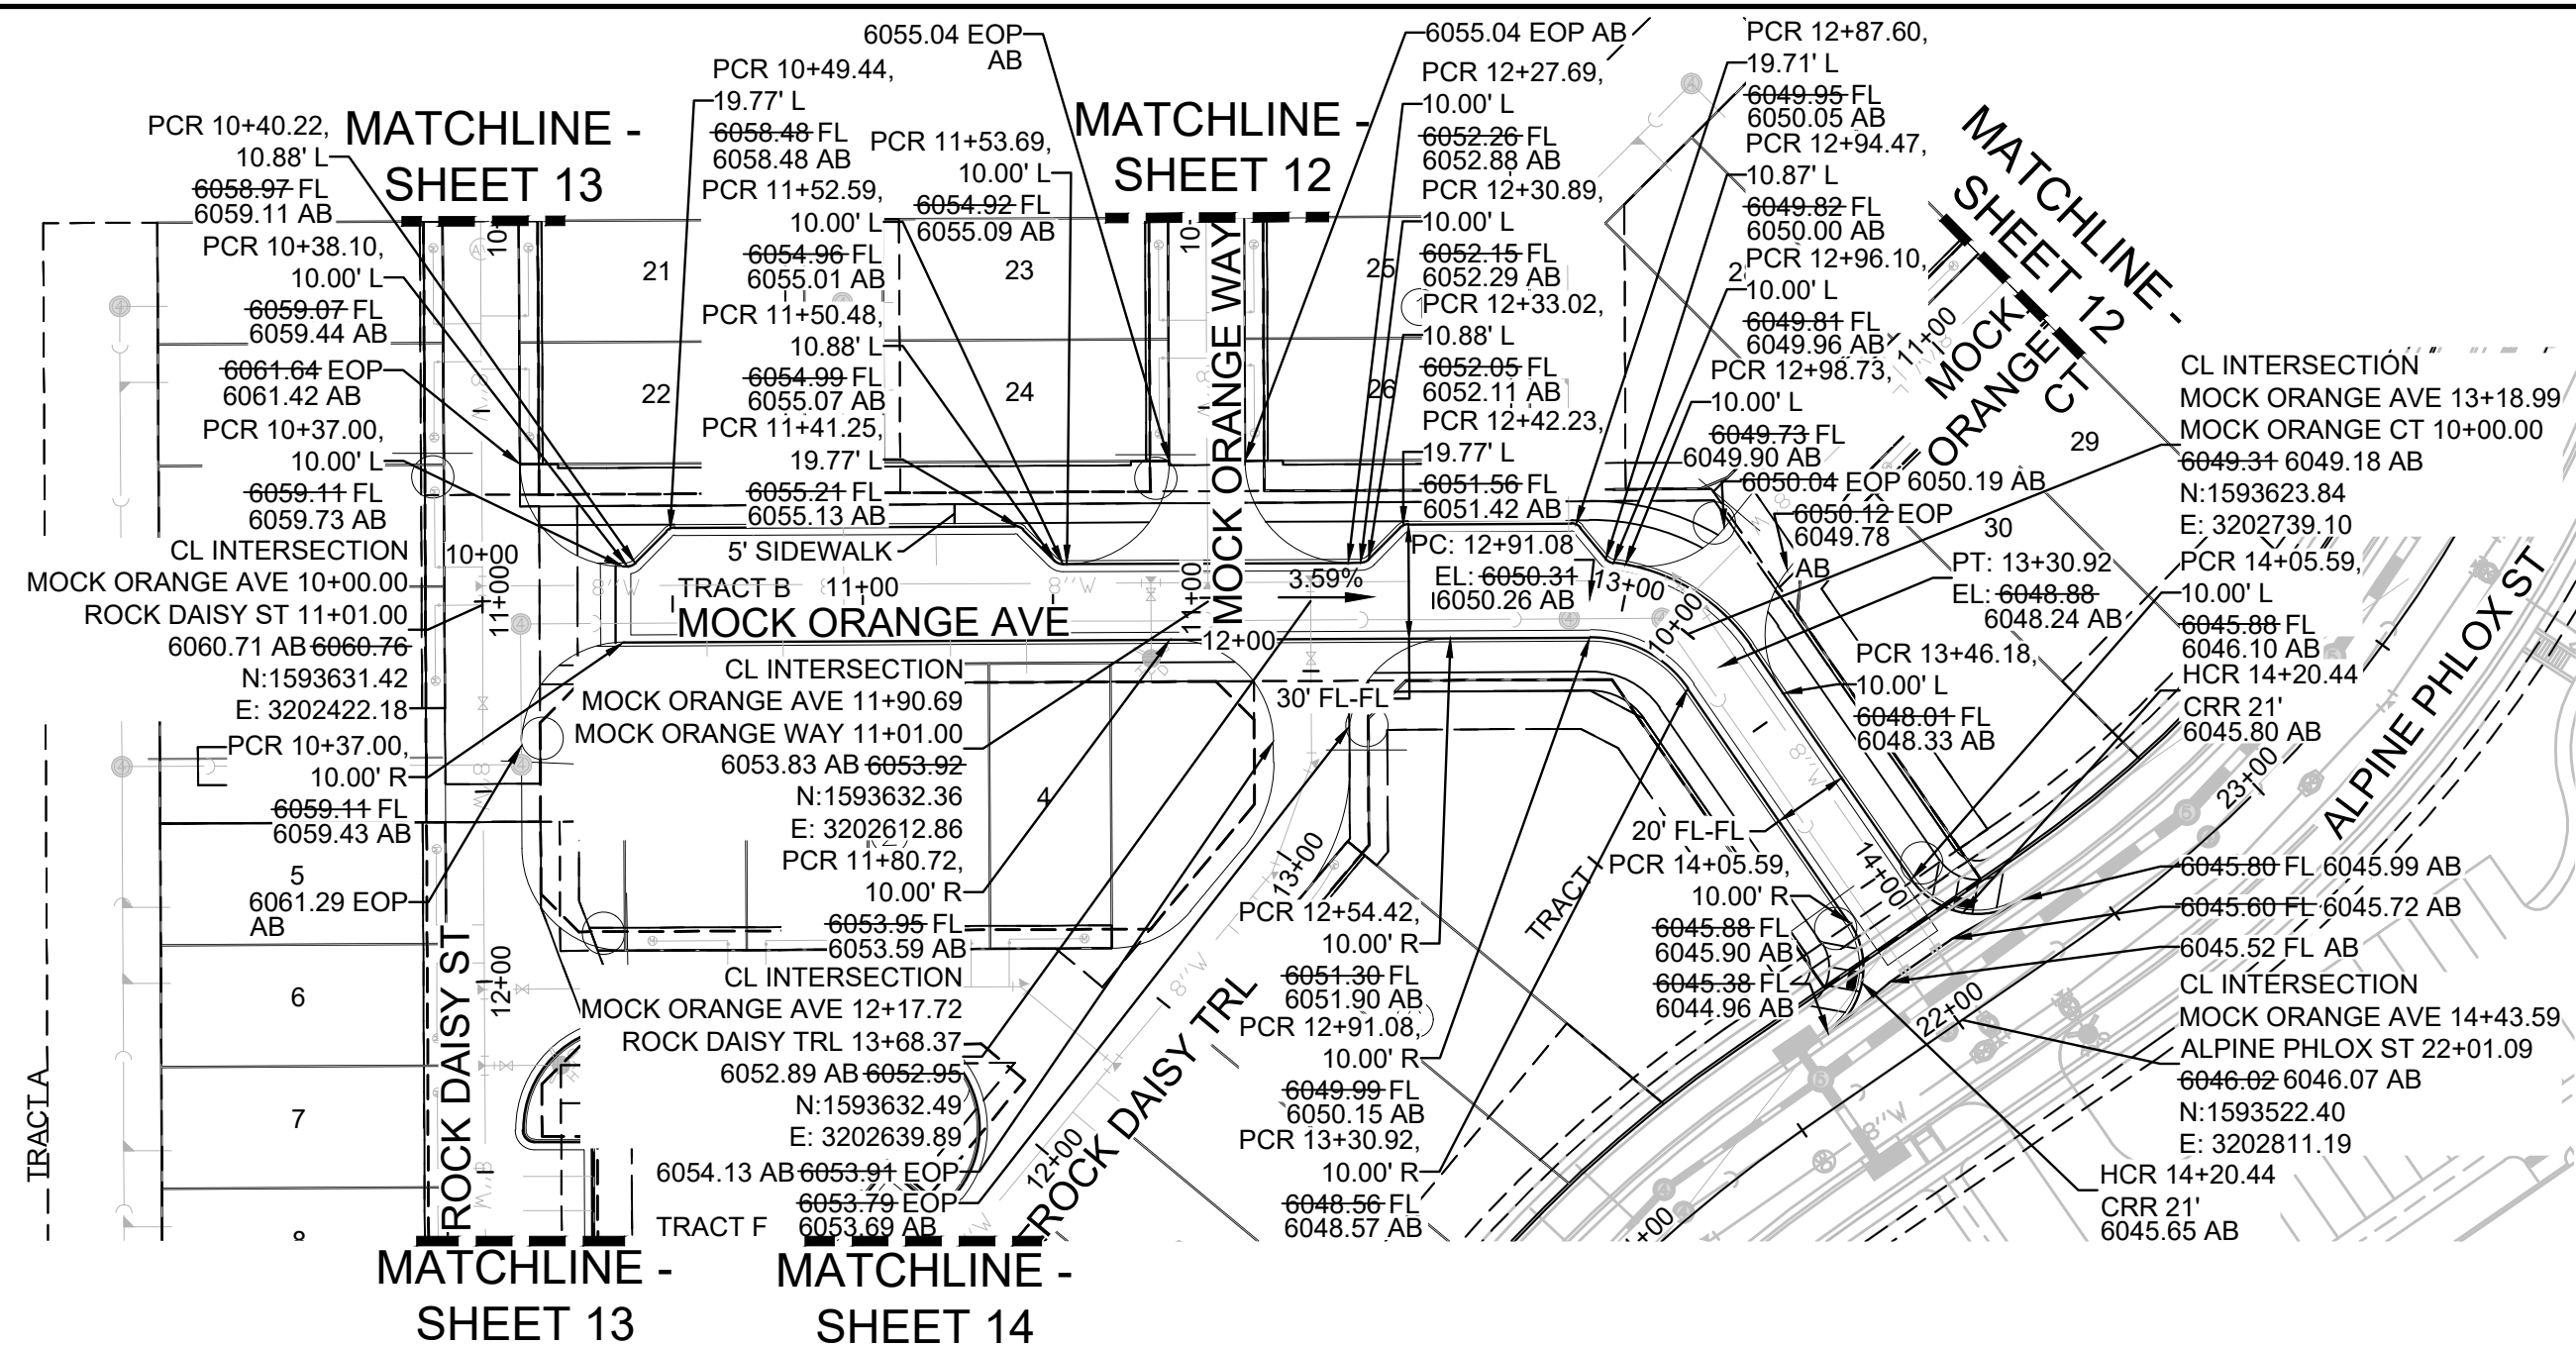 6055.04 EOP
AB
PCR 10+49.44,
19.77' L
6058.48 FL
6058.48 AB
PCR 10+40.22,
10.88' L
6058.97 FL
6059.11 AB
MATCHLINE -
SHEET 13
PCR 10+38.10,
10.00' L
6059.07 FL
6059.44 AB
6061.64 EOP
6061.42 AB
PCR 10+37.00,
10.00' L
6059.11 FL
6059.73 AB
CL INTERSECTION
MOCK ORANGE AVE 10+00.00
ROCK DAISY ST 11+01.00
6060.71 AB 6060.76
N:1593631.42
E: 3202422.18
PCR 10+37.00,
10.00' R
6059.11 FL
6059.43 AB
5
6061.29 EOP
AB
6
7
8
TRACT A
PCR 11+53.69,
10.00' L
6054.92 FL
6055.09 AB
PCR 11+52.59,
10.00' L
6054.96 FL
6055.01 AB
PCR 11+50.48,
10.88' L
6054.99 FL
6055.07 AB
PCR 11+41.25,
19.77' L
6055.21 FL
6055.13 AB
5' SIDEWALK
TRACT B
11+00
MOCK ORANGE AVE
21
22
23
24
25
26
10+00
11+00
12+00
8"W
MATCHLINE -
SHEET 12
MOCK ORANGE WAY
11+00
12+00
3.59%
6055.04 EOP AB
PCR 12+27.69,
10.00' L
6052.26 FL
6052.88 AB
PCR 12+30.89,
10.00' L
6052.15 FL
6052.29 AB
PCR 12+33.02,
10.88' L
6052.05 FL
6052.11 AB
PCR 12+42.23,
19.77' L
6051.56 FL
6051.42 AB
PC: 12+91.08
EL: 6050.31
6050.26 AB
PCR 12+87.60,
19.71' L
6049.95 FL
6050.05 AB
PCR 12+94.47,
10.87' L
6049.82 FL
6050.00 AB
PCR 12+96.10,
10.00' L
6049.81 FL
6049.96 AB
PCR 12+98.73,
10.00' L
6049.73 FL
6049.90 AB
6050.04 EOP 6050.19 AB
6050.12 EOP
6049.78
AB
MATCHLINE -
SHEET 12
MOCK
ORANGE
CT
11+00
10+00
13+00
29
30
CL INTERSECTION
MOCK ORANGE AVE 13+18.99
MOCK ORANGE CT 10+00.00
6049.31 6049.18 AB
N:1593623.84
E: 3202739.10
PT: 13+30.92
EL: 6048.88
6048.24 AB
PCR 14+05.59,
10.00' L
6045.88 FL
6046.10 AB
HCR 14+20.44
CRR 21'
6045.80 AB
PCR 13+46.18,
10.00' L
6048.01 FL
6048.33 AB
ALPINE PHLOX ST
23+00
22+00
14+00
20' FL-FL
30' FL-FL
CL INTERSECTION
MOCK ORANGE AVE 11+90.69
MOCK ORANGE WAY 11+01.00
6053.83 AB 6053.92
N:1593632.36
E: 3202612.86
PCR 11+80.72,
10.00' R
6053.95 FL
6053.59 AB
4
CL INTERSECTION
MOCK ORANGE AVE 12+17.72
ROCK DAISY TRL 13+68.37
6052.89 AB 6052.95
N:1593632.49
E: 3202639.89
6054.13 AB 6053.91 EOP
6053.79 EOP
6053.69 AB
TRACT F
ROCK DAISY ST
ROCK DAISY TRL
12+00
13+00
TRACT I
PCR 12+54.42,
10.00' R
6051.30 FL
6051.90 AB
PCR 12+91.08,
10.00' R
6049.99 FL
6050.15 AB
PCR 13+30.92,
10.00' R
6048.56 FL
6048.57 AB
PCR 14+05.59,
10.00' R
6045.88 FL
6045.90 AB
6045.38 FL
6044.96 AB
6045.80 FL 6045.99 AB
6045.60 FL 6045.72 AB
6045.52 FL AB
CL INTERSECTION
MOCK ORANGE AVE 14+43.59
ALPINE PHLOX ST 22+01.09
6046.02 6046.07 AB
N:1593522.40
E: 3202811.19
HCR 14+20.44
CRR 21'
6045.65 AB
MATCHLINE -
SHEET 13
MATCHLINE -
SHEET 14